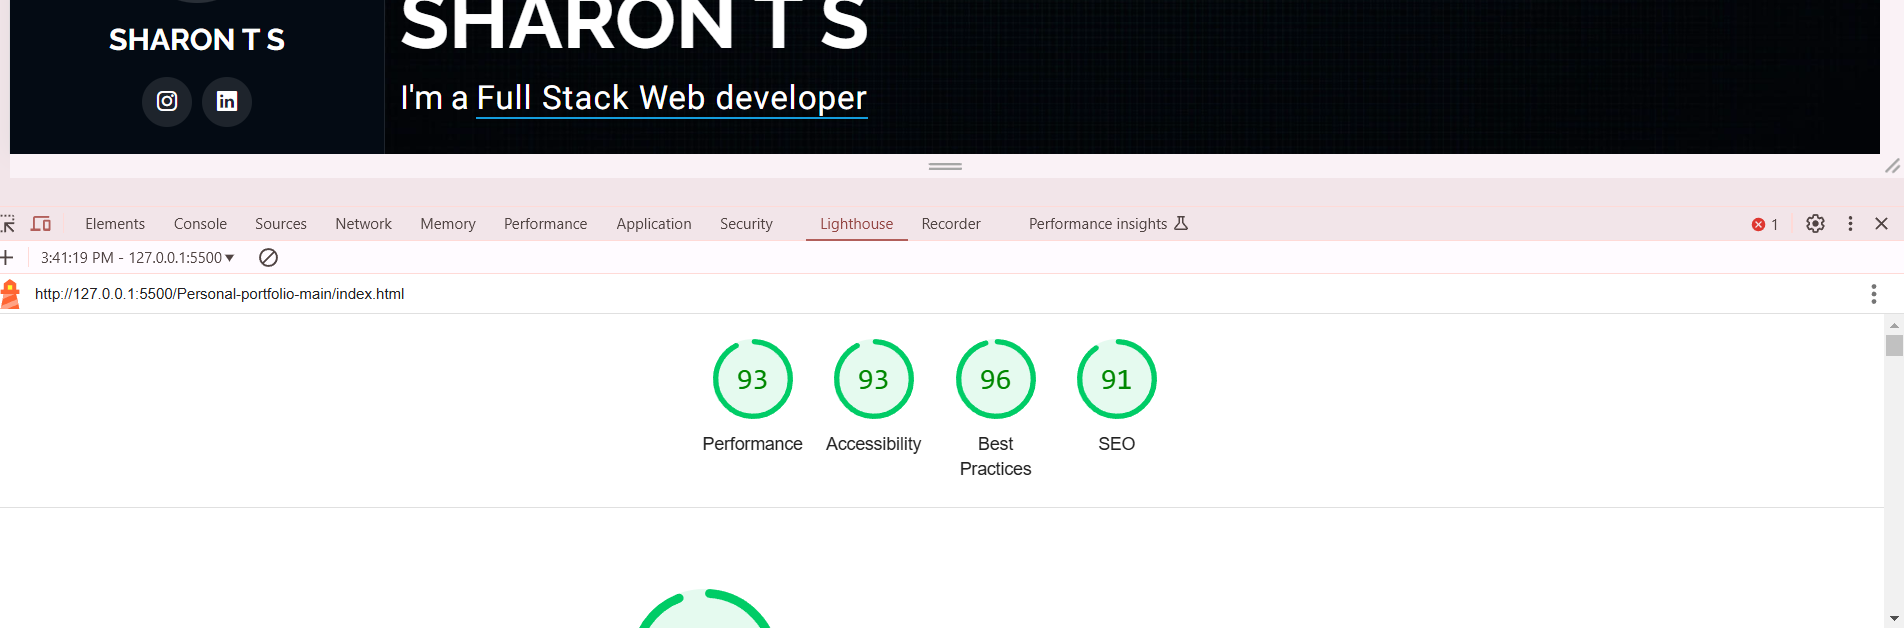 SHARON T S
SHARON T S
I'm a Full Stack Web developer
Elements Console Sources Network Memory Performance Application Security Lighthouse Recorder Performance insights 1
3:41:19 PM - 127.0.0.1:5500
http://127.0.0.1:5500/Personal-portfolio-main/index.html
93 93 96 91
Performance Accessibility Best Practices SEO